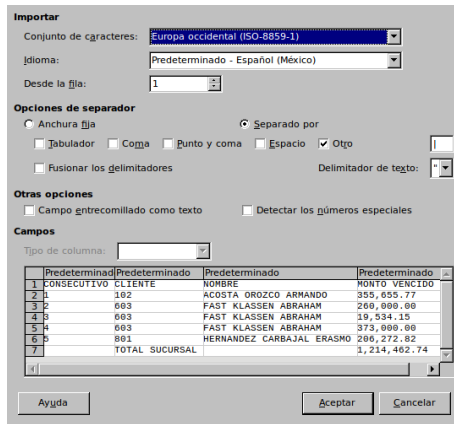 Importar
Conjunto de caracteres: Europa occidental (ISO-8859-1)
Idioma: Predeterminado - Español (México)
Desde la fila: 1
Opciones de separador
Anchura fija Separado por
Tabulador Coma Punto y coma Espacio Otro |
Fusionar los delimitadores Delimitador de texto: "
Otras opciones
Campo entrecomillado como texto Detectar los números especiales
Campos
Tipo de columna:
Predeterminad Predeterminado Predeterminado Predeterminado
1 CONSECUTIVO CLIENTE NOMBRE MONTO VENCIDO
2 1 102 ACOSTA OROZCO ARMANDO 355,655.77
3 2 603 FAST KLASSEN ABRAHAM 260,000.00
4 3 603 FAST KLASSEN ABRAHAM 19,534.15
5 4 603 FAST KLASSEN ABRAHAM 373,000.00
6 5 801 HERNANDEZ CARBAJAL ERASMO 206,272.82
7 TOTAL SUCURSAL 1,214,462.74
Ayuda Aceptar Cancelar